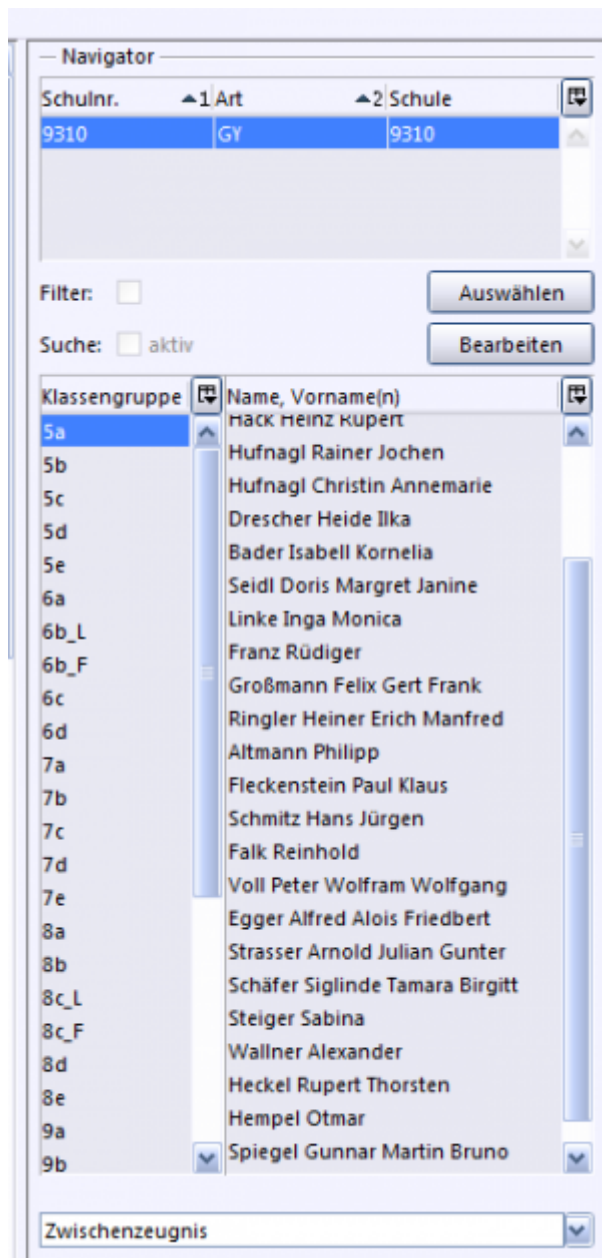 Navigator
Schulnr. 1 Art 2 Schule
9310 GY 9310
Filter: Auswählen
Suche: aktiv Bearbeiten
Klassengruppe Name, Vorname(n)
Hack Heinz Rupert
5a
Hufnagl Rainer Jochen
5b
Hufnagl Christin Annemarie
5c
Drescher Heide Ilka
5d
Bader Isabell Kornelia
5e
Seidl Doris Margret Janine
6a
Linke Inga Monica
6b_L
Franz Rüdiger
6b_F
Großmann Felix Gert Frank
6c
Ringler Heiner Erich Manfred
6d
Altmann Philipp
7a
Fleckenstein Paul Klaus
7b
Schmitz Hans Jürgen
7c
Falk Reinhold
7d
Voll Peter Wolfram Wolfgang
7e
Egger Alfred Alois Friedbert
8a
Strasser Arnold Julian Gunter
8b
Schäfer Siglinde Tamara Birgitt
8c_L
Steiger Sabina
8c_F
Wallner Alexander
8d
Heckel Rupert Thorsten
8e
Hempel Otmar
9a
Spiegel Gunnar Martin Bruno
9b
Zwischenzeugnis